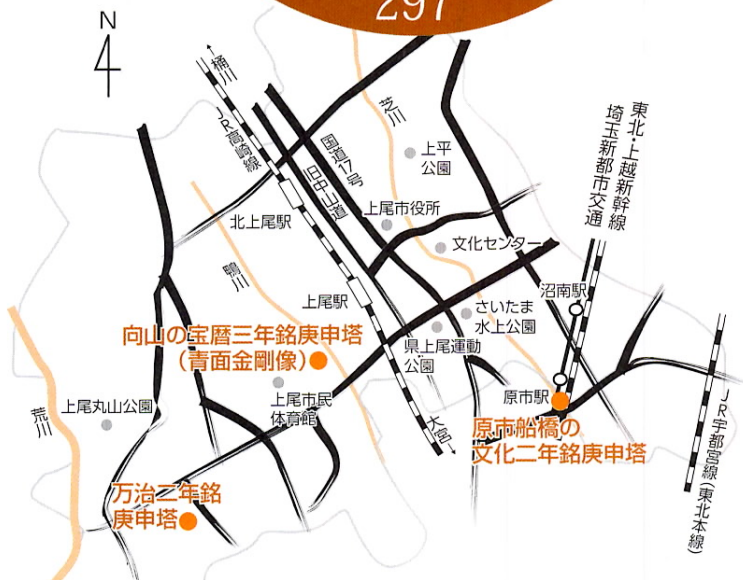 297
N
←桶川
JR高崎線
国道17号
旧中山道
芝川
上平
公園
東北・上越新幹線
埼玉新都市交通
北上尾駅
上尾市役所
文化センター
鴨川
上尾駅
沼南駅
さいたま
水上公園
向山の宝暦三年銘庚申塔
(青面金剛像)
県上尾運動
公園
荒川
上尾丸山公園
上尾市民
体育館
大宮→
原市駅
原市船橋の
文化二年銘庚申塔
JR宇都宮線(東北本線)
万治二年銘
庚申塔